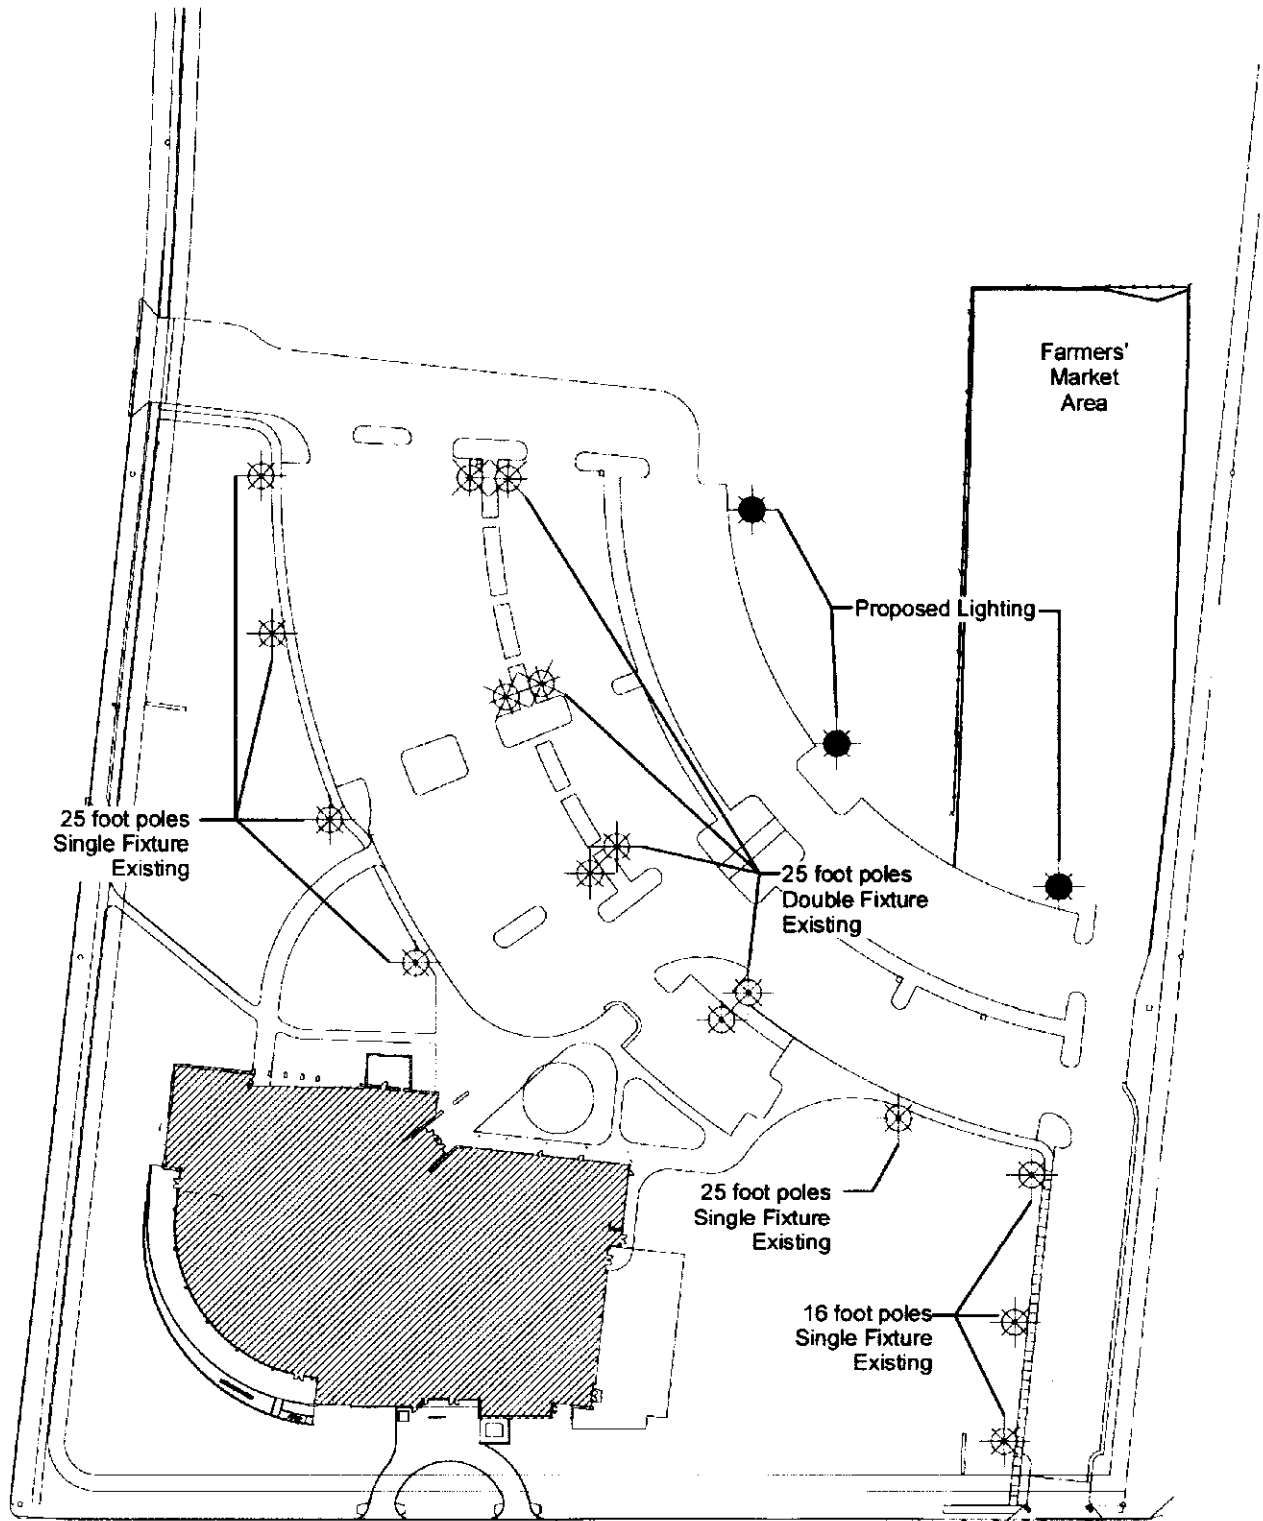 Farmers'
Market
Area
Proposed Lighting
25 foot poles
Single Fixture
Existing
25 foot poles
Double Fixture
Existing
25 foot poles
Single Fixture
Existing
16 foot poles
Single Fixture
Existing